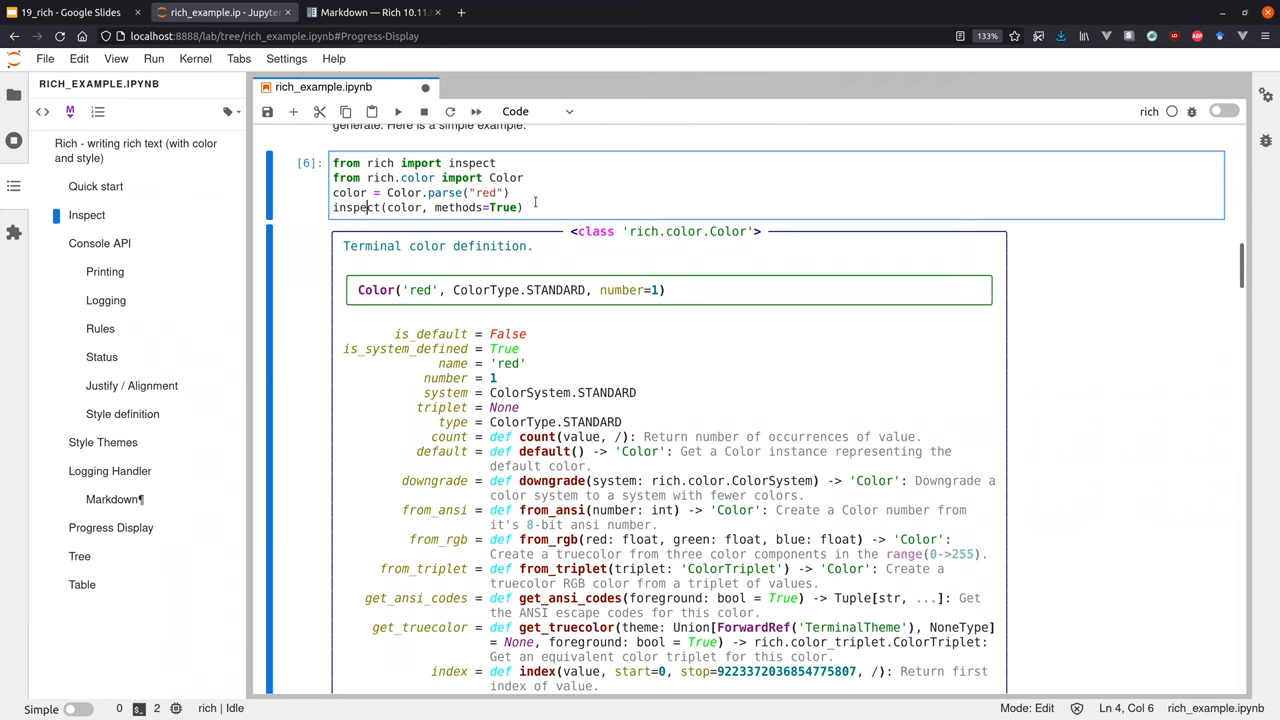 19_rich - Google Slides
rich_example.ip - Jupyter
Markdown — Rich 10.11.0
localhost:8888/lab/tree/rich_example.ipynb#Progress-Display
133%
File Edit View Run Kernel Tabs Settings Help
RICH_EXAMPLE.IPYNB
Rich - writing rich text (with color
and style)
Quick start
Inspect
Console API
Printing
Logging
Rules
Status
Justify / Alignment
Style definition
Style Themes
Logging Handler
Markdown¶
Progress Display
Tree
Table
rich_example.ipynb
Code
rich
generate. Here is a simple example:
[6]:
from rich import inspect
from rich.color import Color
color = Color.parse("red")
inspect(color, methods=True)
<class 'rich.color.Color'>
Terminal color definition.
Color('red', ColorType.STANDARD, number=1)
is_default = False
is_system_defined = True
name = 'red'
number = 1
system = ColorSystem.STANDARD
triplet = None
type = ColorType.STANDARD
count = def count(value, /): Return number of occurrences of value.
default = def default() -> 'Color': Get a Color instance representing the
default color.
downgrade = def downgrade(system: rich.color.ColorSystem) -> 'Color': Downgrade a
color system to a system with fewer colors.
from_ansi = def from_ansi(number: int) -> 'Color': Create a Color number from
it's 8-bit ansi number.
from_rgb = def from_rgb(red: float, green: float, blue: float) -> 'Color':
Create a truecolor from three color components in the range(0->255).
from_triplet = def from_triplet(triplet: 'ColorTriplet') -> 'Color': Create a
truecolor RGB color from a triplet of values.
get_ansi_codes = def get_ansi_codes(foreground: bool = True) -> Tuple[str, ...]: Get
the ANSI escape codes for this color.
get_truecolor = def get_truecolor(theme: Union[ForwardRef('TerminalTheme'), NoneType]
= None, foreground: bool = True) -> rich.color_triplet.ColorTriplet:
Get an equivalent color triplet for this color.
index = def index(value, start=0, stop=9223372036854775807, /): Return first
index of value.
Simple 0 2 rich | Idle
Mode: Edit Ln 4, Col 6 rich_example.ipynb